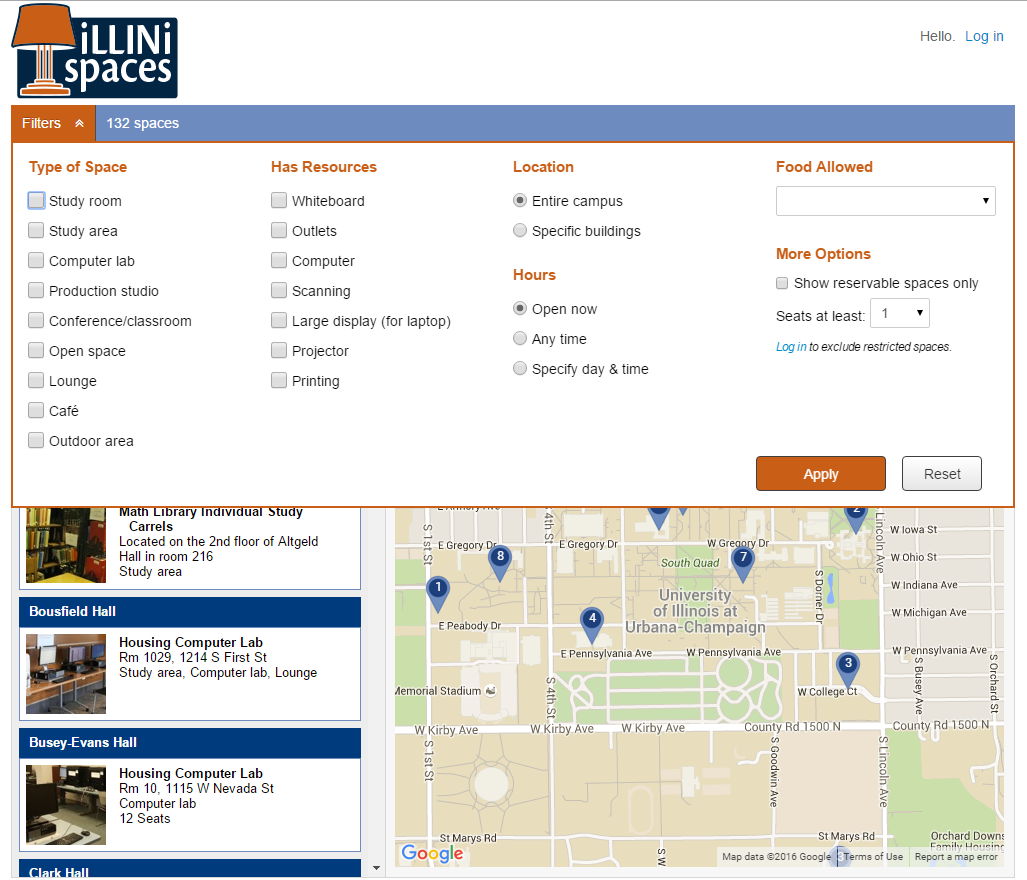 iLLINi
spaces
Hello. Log in
Filters 132 spaces
Type of Space
Study room
Study area
Computer lab
Production studio
Conference/classroom
Open space
Lounge
Café
Outdoor area
Has Resources
Whiteboard
Outlets
Computer
Scanning
Large display (for laptop)
Projector
Printing
Location
Entire campus
Specific buildings
Hours
Open now
Any time
Specify day & time
Food Allowed
More Options
Show reservable spaces only
Seats at least: 1
Log in to exclude restricted spaces.
Apply Reset
Math Library Individual Study
Carrels
Located on the 2nd floor of Altgeld
Hall in room 216
Study area
Bousfield Hall
Housing Computer Lab
Rm 1029, 1214 S First St
Study area, Computer lab, Lounge
Busey-Evans Hall
Housing Computer Lab
Rm 10, 1115 W Nevada St
Computer lab
12 Seats
Clark Hall
E Armory Ave
2
S 1st St
S 4th St
Lincoln Ave
W Iowa St
E Gregory Dr
E Gregory Dr
W Gregory Dr
8
7
South Quad
W Ohio St
1
S Dorner Dr
W Indiana Ave
University
of Illinois at
Urbana-Champaign
W Michigan Ave
4
E Peabody Dr
E Pennsylvania Ave
W Pennsylvania Ave
W Pennsylvania Ave
3
Memorial Stadium
S 4th St
W College Ct
S Busey Ave
S Orchard St
W Kirby Ave
W Kirby Ave
W Kirby Ave
County Rd 1500 N
County Rd 1500 N
S 1st St
S Goodwin Ave
S Lincoln Ave
St Marys Rd
St Marys Rd
Orchard Downs
Family Housing
S W
Google
Map data ©2016 Google
Terms of Use
Report a map error